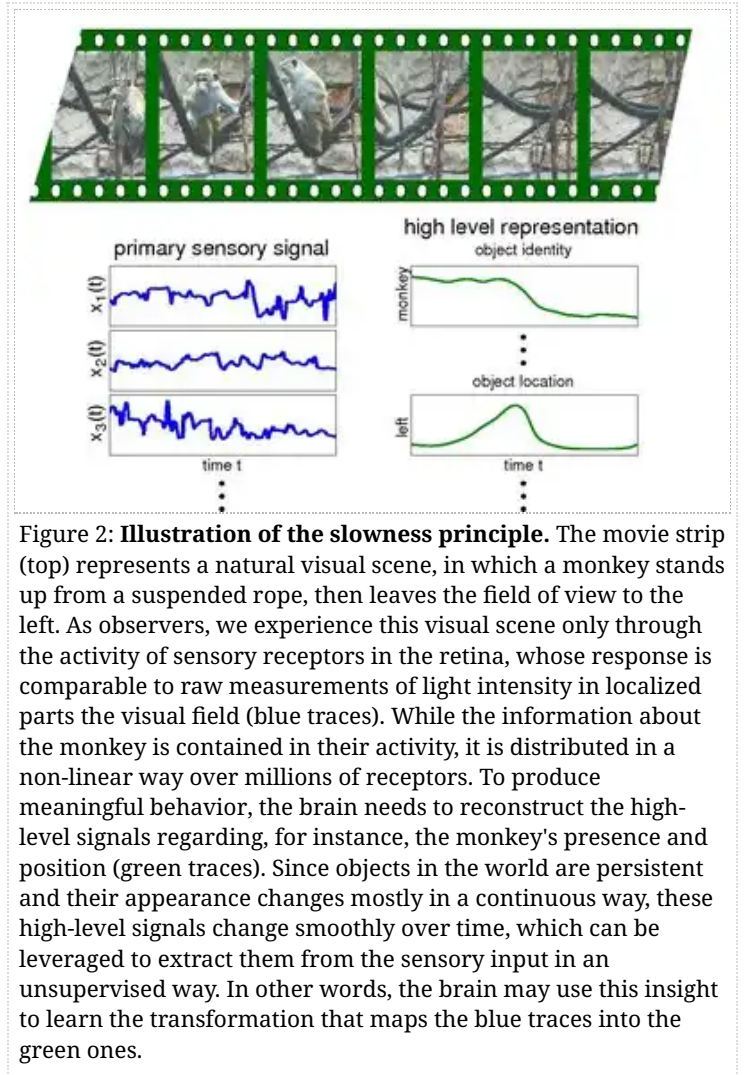 primary sensory signal
x₁(t)
x₂(t)
x₃(t)
time t
high level representation
object identity
monkey
object location
left
time t
Figure 2: Illustration of the slowness principle. The movie strip
(top) represents a natural visual scene, in which a monkey stands
up from a suspended rope, then leaves the field of view to the
left. As observers, we experience this visual scene only through
the activity of sensory receptors in the retina, whose response is
comparable to raw measurements of light intensity in localized
parts the visual field (blue traces). While the information about
the monkey is contained in their activity, it is distributed in a
non-linear way over millions of receptors. To produce
meaningful behavior, the brain needs to reconstruct the high-
level signals regarding, for instance, the monkey's presence and
position (green traces). Since objects in the world are persistent
and their appearance changes mostly in a continuous way, these
high-level signals change smoothly over time, which can be
leveraged to extract them from the sensory input in an
unsupervised way. In other words, the brain may use this insight
to learn the transformation that maps the blue traces into the
green ones.